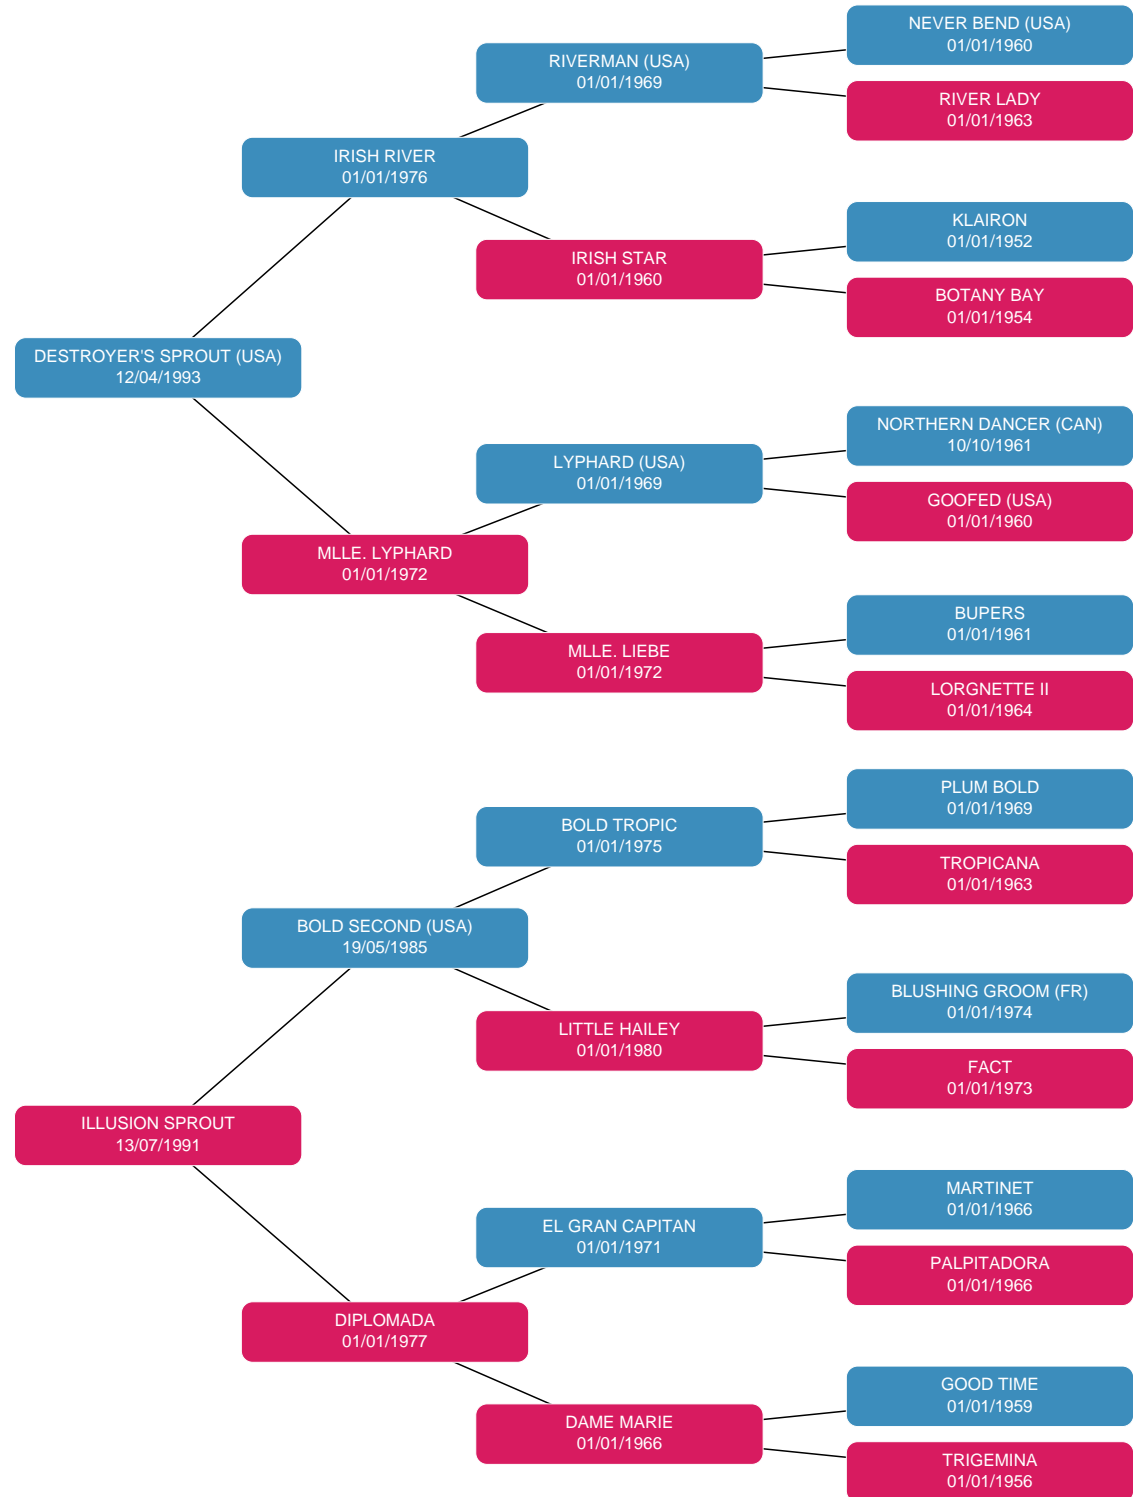 NEVER BEND (USA)
01/01/1960
RIVERMAN (USA)
01/01/1969
RIVER LADY
01/01/1963
IRISH RIVER
01/01/1976
KLAIRON
01/01/1952
IRISH STAR
01/01/1960
BOTANY BAY
01/01/1954
DESTROYER'S SPROUT (USA)
12/04/1993
NORTHERN DANCER (CAN)
10/10/1961
LYPHARD (USA)
01/01/1969
GOOFED (USA)
01/01/1960
MLLE. LYPHARD
01/01/1972
BUPERS
01/01/1961
MLLE. LIEBE
01/01/1972
LORGNETTE II
01/01/1964
PLUM BOLD
01/01/1969
BOLD TROPIC
01/01/1975
TROPICANA
01/01/1963
BOLD SECOND (USA)
19/05/1985
BLUSHING GROOM (FR)
01/01/1974
LITTLE HAILEY
01/01/1980
FACT
01/01/1973
ILLUSION SPROUT
13/07/1991
MARTINET
01/01/1966
EL GRAN CAPITAN
01/01/1971
PALPITADORA
01/01/1966
DIPLOMADA
01/01/1977
GOOD TIME
01/01/1959
DAME MARIE
01/01/1966
TRIGEMINA
01/01/1956